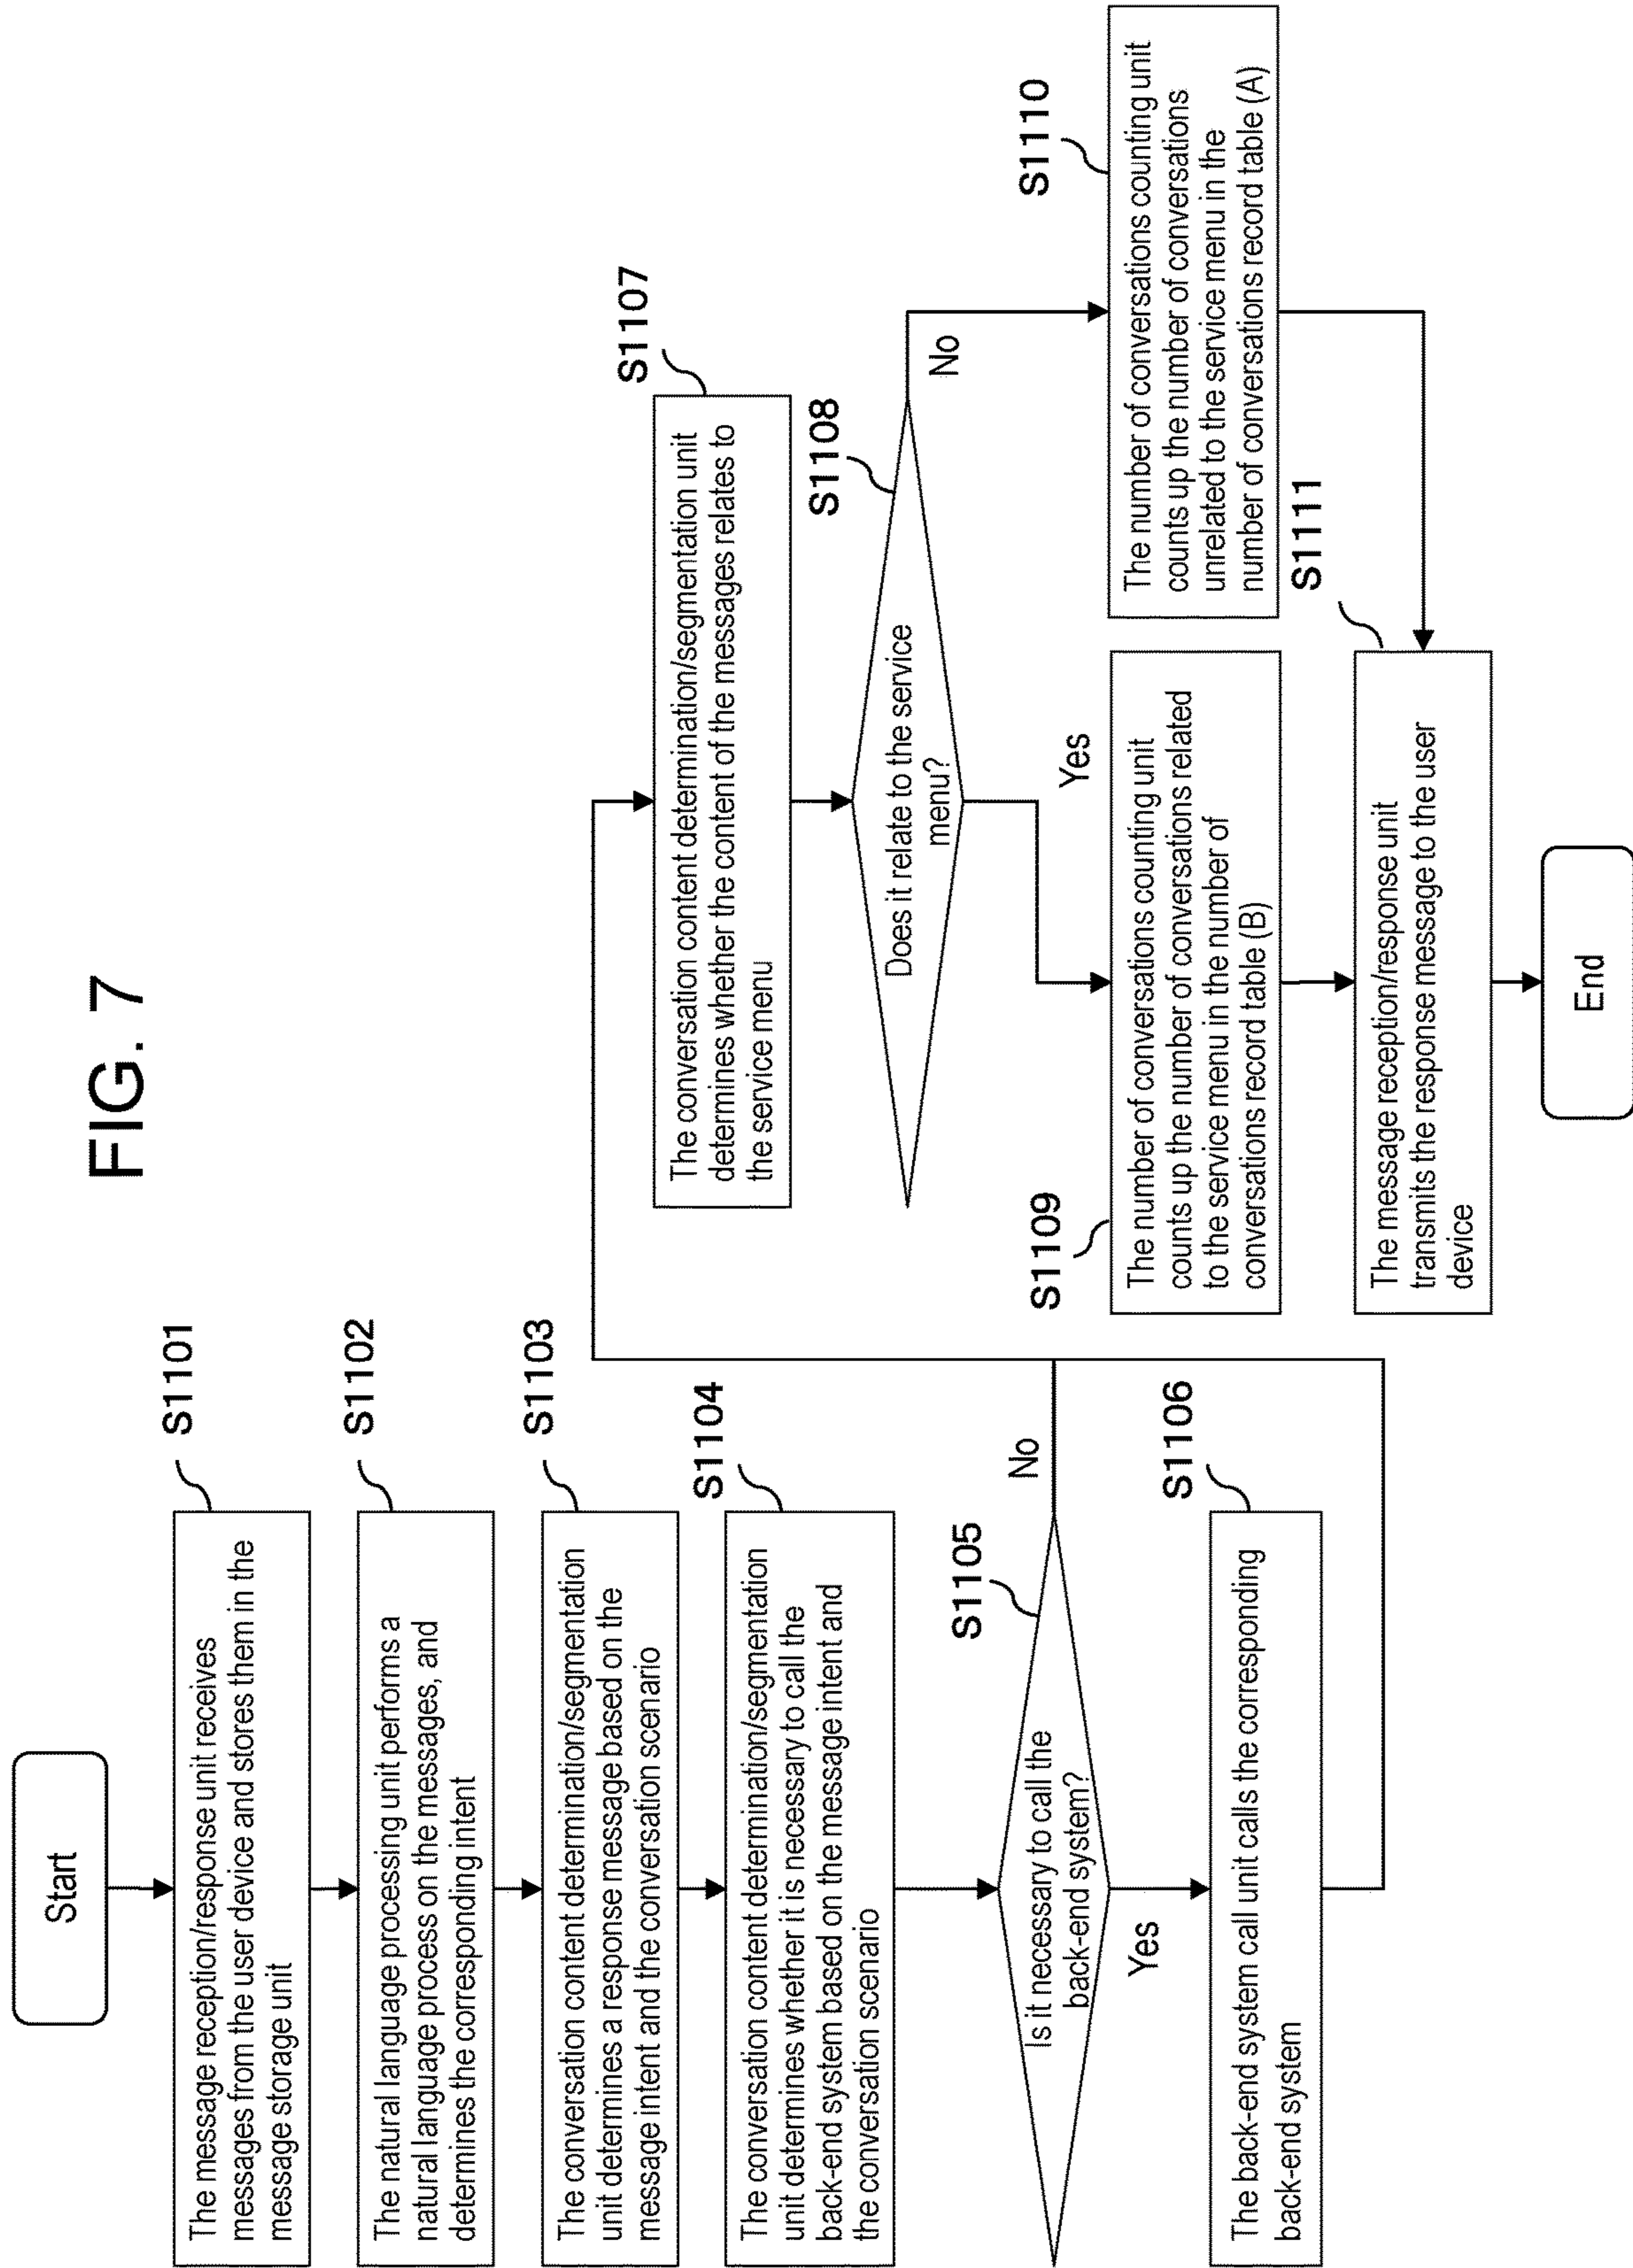 FIG. 7
Start
S1101
The message reception/response unit receives
messages from the user device and stores them in the
message storage unit
S1102
The natural language processing unit performs a
natural language process on the messages, and
determines the corresponding intent
S1103
The conversation content determination/segmentation
unit determines a response message based on the
message intent and the conversation scenario
S1104
The conversation content determination/segmentation
unit determines whether it is necessary to call the
back-end system based on the message intent and
the conversation scenario
S1105
Is it necessary to call the
back-end system?
No
Yes
S1106
The back-end system call unit calls the corresponding
back-end system
S1107
The conversation content determination/segmentation unit
determines whether the content of the messages relates to
the service menu
S1108
Does it relate to the service
menu?
No
Yes
S1109
The number of conversations counting unit
counts up the number of conversations related
to the service menu in the number of
conversations record table (B)
S1110
The number of conversations counting unit
counts up the number of conversations
unrelated to the service menu in the
number of conversations record table (A)
S1111
The message reception/response unit
transmits the response message to the user
device
End